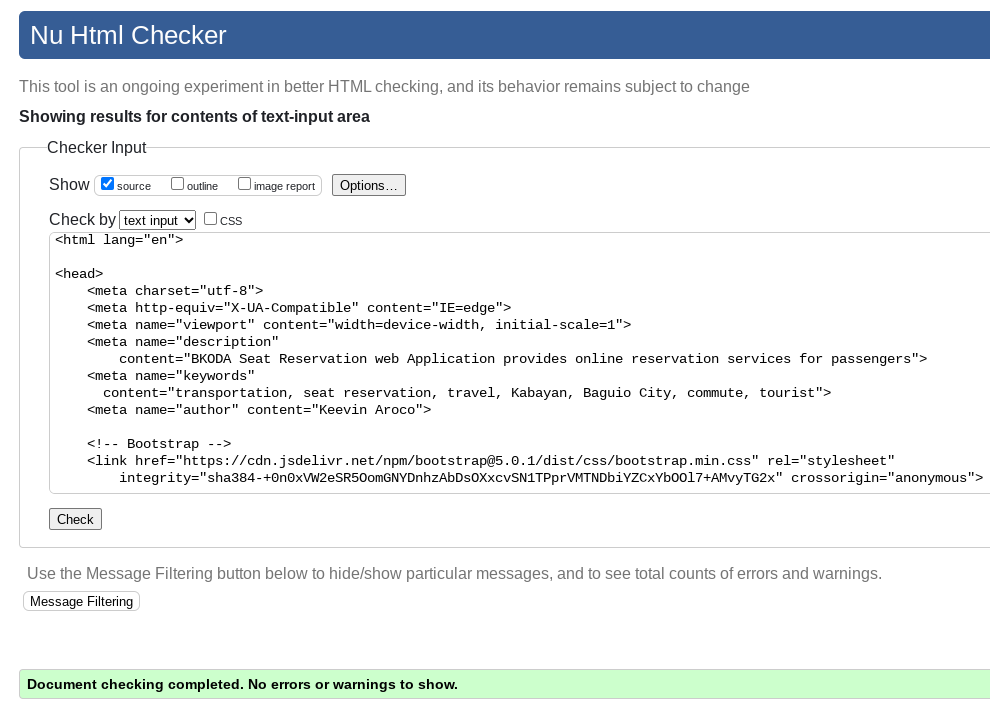 Nu Html Checker
This tool is an ongoing experiment in better HTML checking, and its behavior remains subject to change
Showing results for contents of text-input area
Checker Input
Show source outline image report Options...
Check by text input CSS
<html lang="en">
<head>
<meta charset="utf-8">
<meta http-equiv="X-UA-Compatible" content="IE=edge">
<meta name="viewport" content="width=device-width, initial-scale=1">
<meta name="description"
content="BKODA Seat Reservation web Application provides online reservation services for passengers">
<meta name="keywords"
content="transportation, seat reservation, travel, Kabayan, Baguio City, commute, tourist">
<meta name="author" content="Keevin Aroco">
<!-- Bootstrap -->
<link href="https://cdn.jsdelivr.net/npm/bootstrap@5.0.1/dist/css/bootstrap.min.css" rel="stylesheet"
integrity="sha384-+0n0xVW2eSR5OomGNYDnhzAbDsOXxcvSN1TPprVMTNDbiYZCxYbOOl7+AMvyTG2x" crossorigin="anonymous">
Check
Use the Message Filtering button below to hide/show particular messages, and to see total counts of errors and warnings.
Message Filtering
Document checking completed. No errors or warnings to show.